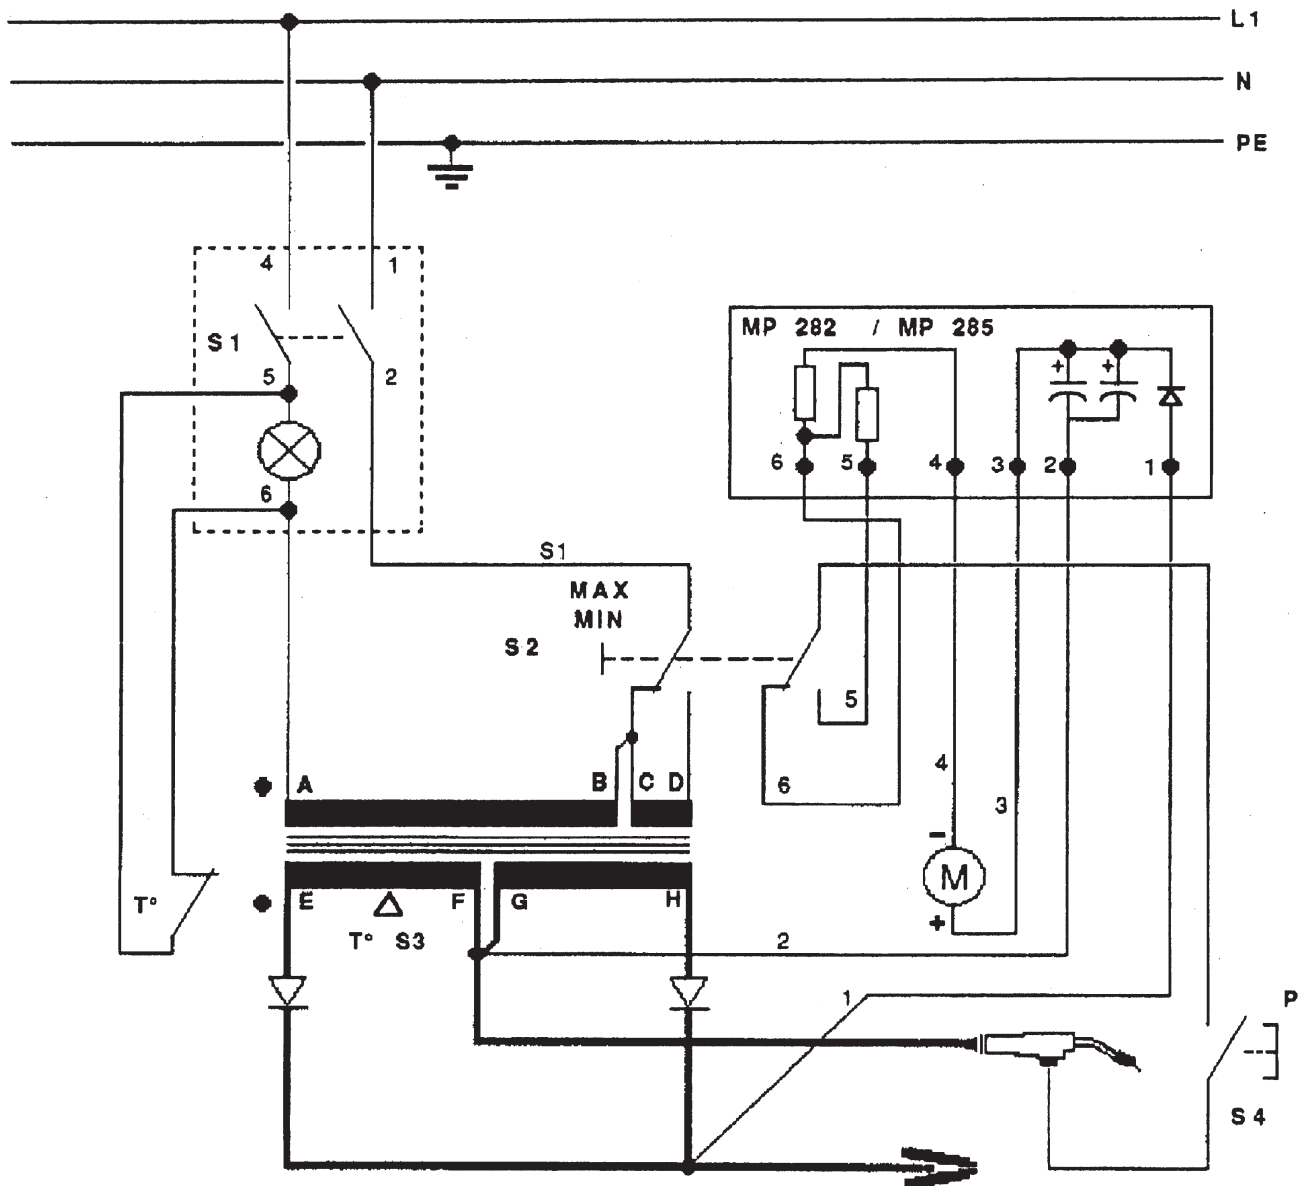 L1
N
PE
4 1
S1
5 2
6
MP 282 / MP 285
+ +
6 5 4 3 2 1
S1
MAX
MIN
S2
5
4
6
3
A B C D
-
M
+
T°
E F G H
T° S3
2
1
P
S4